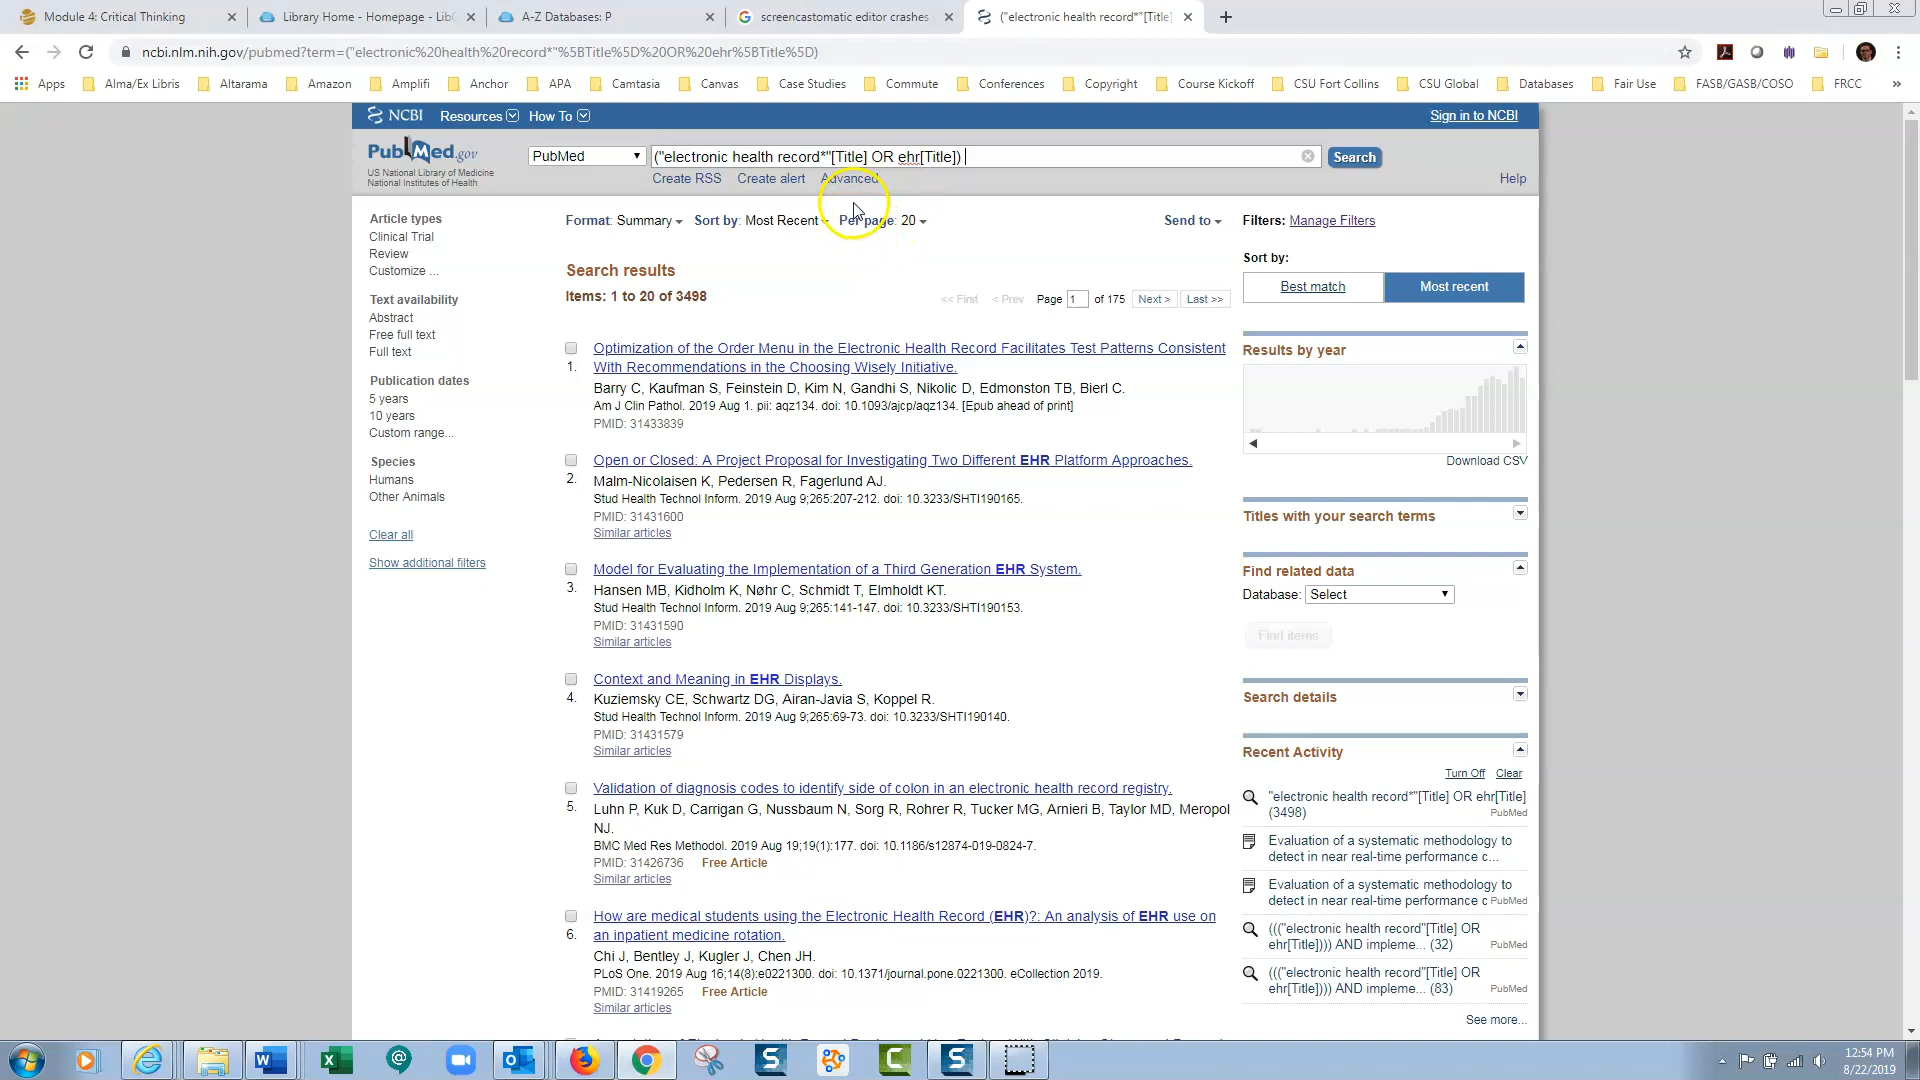 Module 4: Critical Thinking
Library Home - Homepage - Lib
A-Z Databases: P
screencastomatic editor crashes
("electronic health record*"[Title]
ncbi.nlm.nih.gov/pubmed?term=("electronic%20health%20record*"%5BTitle%5D%20OR%20ehr%5BTitle%5D)
Apps Alma/Ex Libris Altarama Amazon Amplifi Anchor APA Camtasia Canvas Case Studies Commute Conferences Copyright Course Kickoff CSU Fort Collins CSU Global Databases Fair Use FASB/GASB/COSO FRCC »
NCBI Resources How To Sign in to NCBI
PubMed.gov
US National Library of Medicine
National Institutes of Health
PubMed
("electronic health record*"[Title] OR ehr[Title])
Search
Create RSS Create alert Advanced Help
Article types
Clinical Trial
Review
Customize ...
Text availability
Abstract
Free full text
Full text
Publication dates
5 years
10 years
Custom range...
Species
Humans
Other Animals
Clear all
Show additional filters
Format: Summary Sort by: Most Recent Per page: 20 Send to
Search results
Items: 1 to 20 of 3498
<< First < Prev Page 1 of 175 Next > Last >>
Optimization of the Order Menu in the Electronic Health Record Facilitates Test Patterns Consistent
1. With Recommendations in the Choosing Wisely Initiative.
Barry C, Kaufman S, Feinstein D, Kim N, Gandhi S, Nikolic D, Edmonston TB, Bierl C.
Am J Clin Pathol. 2019 Aug 1. pii: aqz134. doi: 10.1093/ajcp/aqz134. [Epub ahead of print]
PMID: 31433839
Open or Closed: A Project Proposal for Investigating Two Different EHR Platform Approaches.
2. Malm-Nicolaisen K, Pedersen R, Fagerlund AJ.
Stud Health Technol Inform. 2019 Aug 9;265:207-212. doi: 10.3233/SHTI190165.
PMID: 31431600
Similar articles
Model for Evaluating the Implementation of a Third Generation EHR System.
3. Hansen MB, Kidholm K, Nøhr C, Schmidt T, Elmholdt KT.
Stud Health Technol Inform. 2019 Aug 9;265:141-147. doi: 10.3233/SHTI190153.
PMID: 31431590
Similar articles
Context and Meaning in EHR Displays.
4. Kuziemsky CE, Schwartz DG, Airan-Javia S, Koppel R.
Stud Health Technol Inform. 2019 Aug 9;265:69-73. doi: 10.3233/SHTI190140.
PMID: 31431579
Similar articles
Validation of diagnosis codes to identify side of colon in an electronic health record registry.
5. Luhn P, Kuk D, Carrigan G, Nussbaum N, Sorg R, Rohrer R, Tucker MG, Arnieri B, Taylor MD, Meropol
NJ.
BMC Med Res Methodol. 2019 Aug 19;19(1):177. doi: 10.1186/s12874-019-0824-7.
PMID: 31426736 Free Article
Similar articles
How are medical students using the Electronic Health Record (EHR)?: An analysis of EHR use on
6. an inpatient medicine rotation.
Chi J, Bentley J, Kugler J, Chen JH.
PLoS One. 2019 Aug 16;14(8):e0221300. doi: 10.1371/journal.pone.0221300. eCollection 2019.
PMID: 31419265 Free Article
Similar articles
Filters: Manage Filters
Sort by:
Best match Most recent
Results by year
Download CSV
Titles with your search terms
Find related data
Database: Select
Find items
Search details
Recent Activity
Turn Off Clear
"electronic health record*"[Title] OR ehr[Title]
(3498) PubMed
Evaluation of a systematic methodology to
detect in near real-time performance c...
Evaluation of a systematic methodology to
detect in near real-time performance c PubMed
((("electronic health record"[Title] OR
ehr[Title]))) AND impleme... (32) PubMed
((("electronic health record"[Title] OR
ehr[Title]))) AND impleme... (83) PubMed
See more...
12:54 PM
8/22/2019